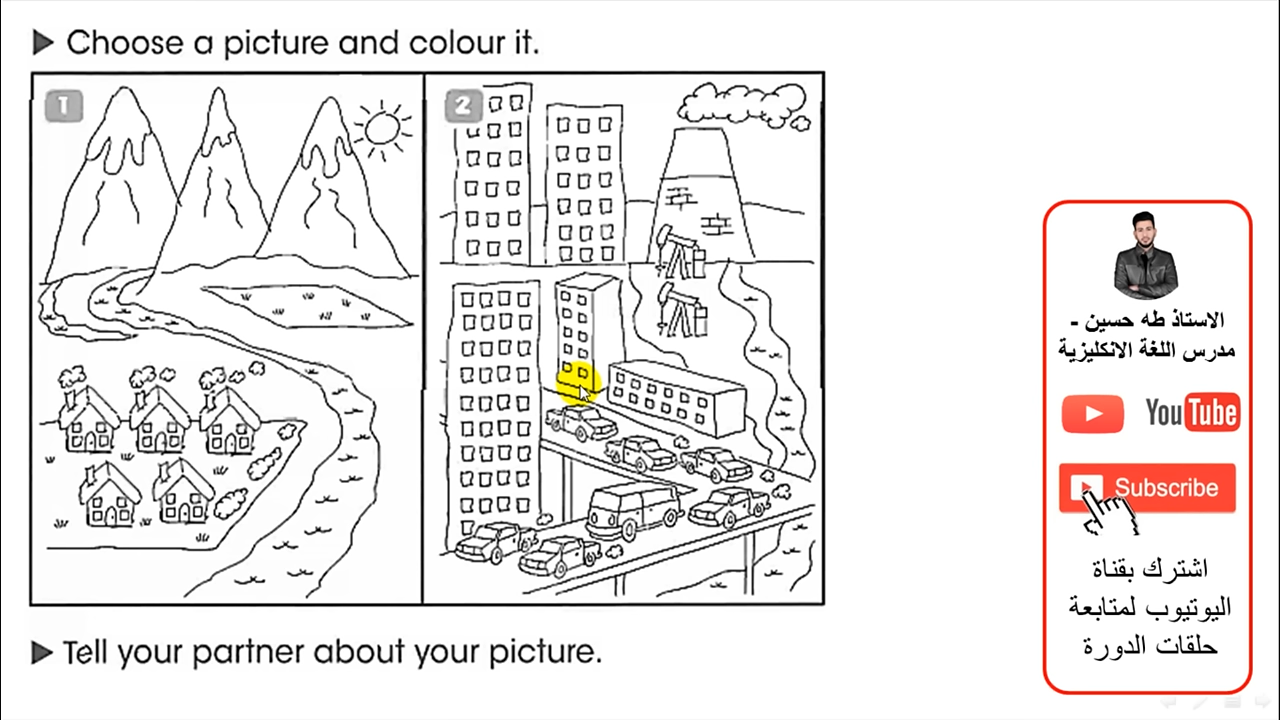 ▶ Choose a picture and colour it.
1
2
▶ Tell your partner about your picture.
الاستاذ طه حسين -
مدرس اللغة الانكليزية
YouTube
Subscribe
اشترك بقناة
اليوتيوب لمتابعة
حلقات الدورة